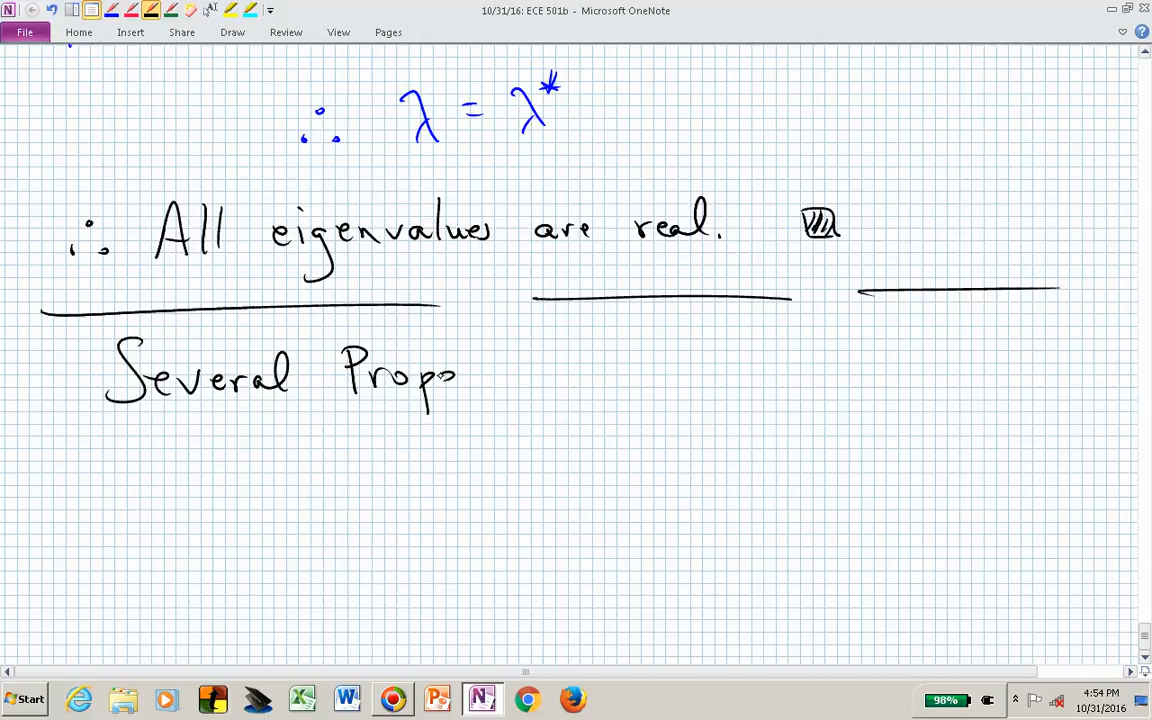 10/31/16: ECE 501b - Microsoft OneNote
File Home Insert Share Draw Review View Pages
∴ λ = λ*
∴ All eigenvalues are real.
Several Propo
98%
Start
4:54 PM
10/31/2016